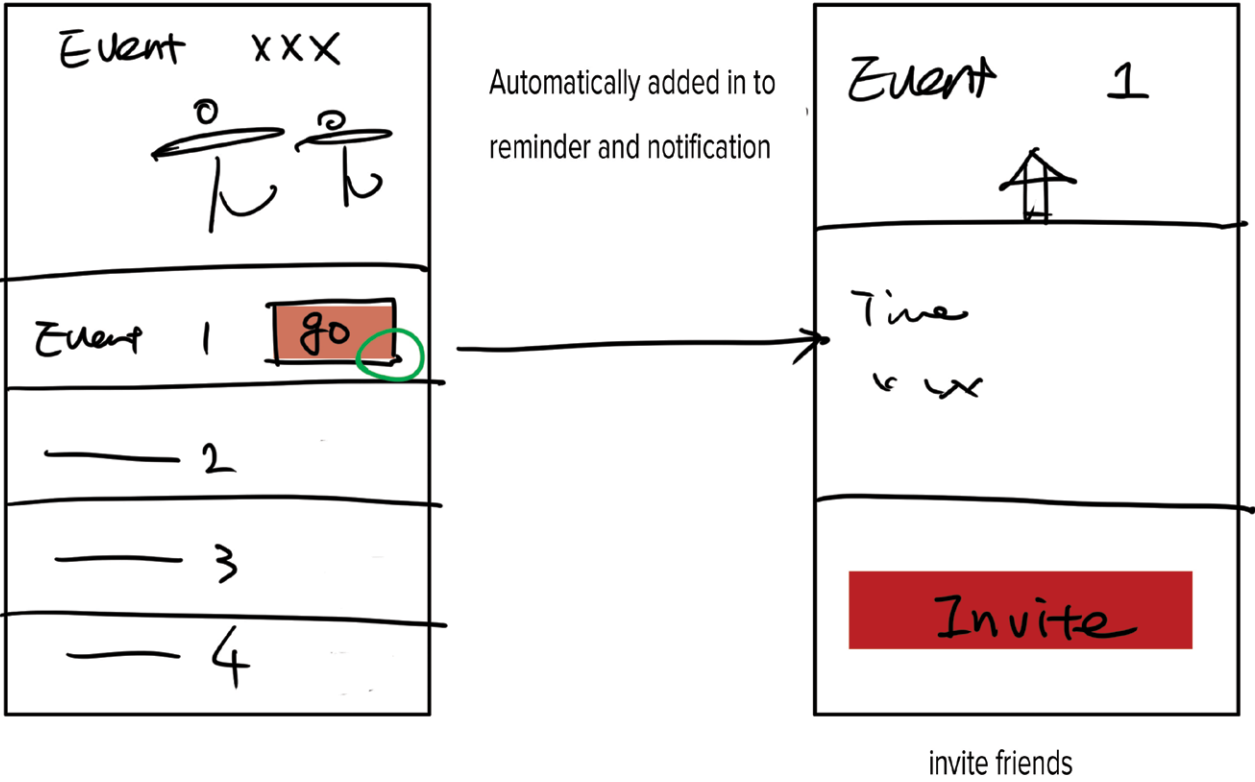 Event xxx
Event 1 go
2
3
4
Automatically added in to
reminder and notification
Event 1
Time
Invite
invite friends